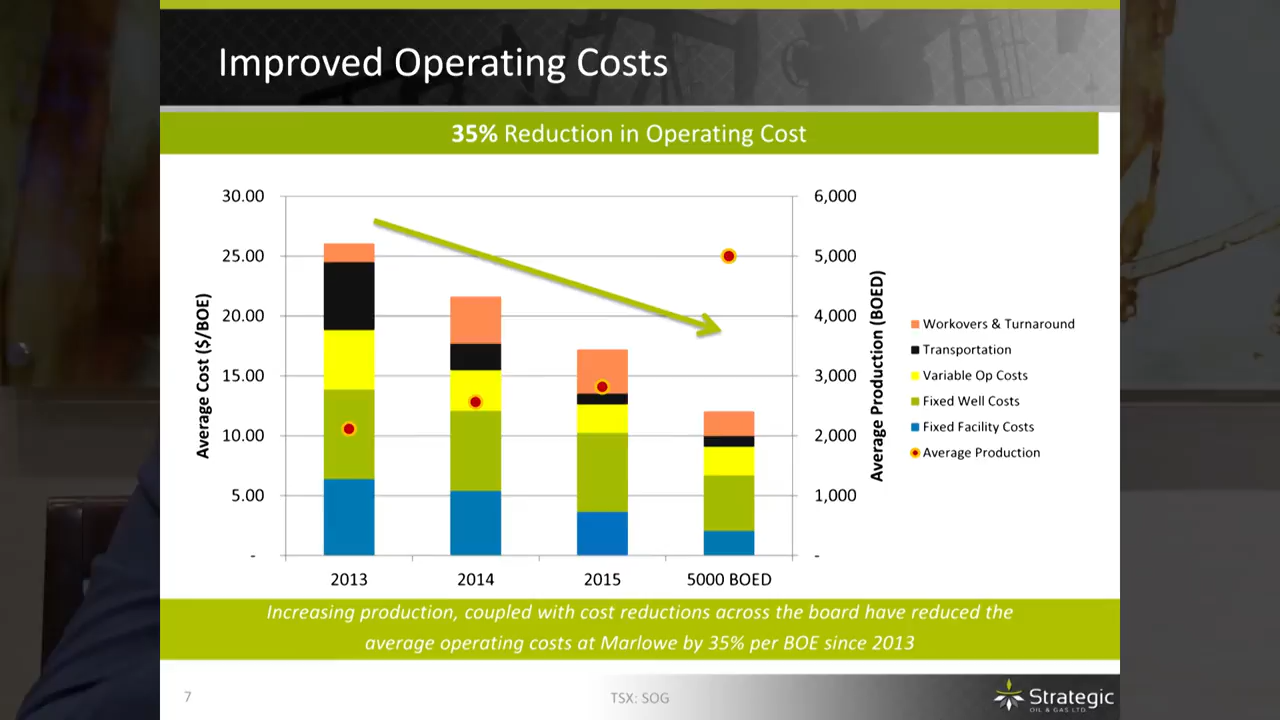 Improved Operating Costs
35% Reduction in Operating Cost
30.00
25.00
20.00
15.00
10.00
5.00
-
Average Cost ($/BOE)
6,000
5,000
4,000
3,000
2,000
1,000
-
Average Production (BOED)
2013
2014
2015
5000 BOED
Workovers & Turnaround
Transportation
Variable Op Costs
Fixed Well Costs
Fixed Facility Costs
Average Production
Increasing production, coupled with cost reductions across the board have reduced the
average operating costs at Marlowe by 35% per BOE since 2013
7
TSX: SOG
Strategic
OIL & GAS LTD.